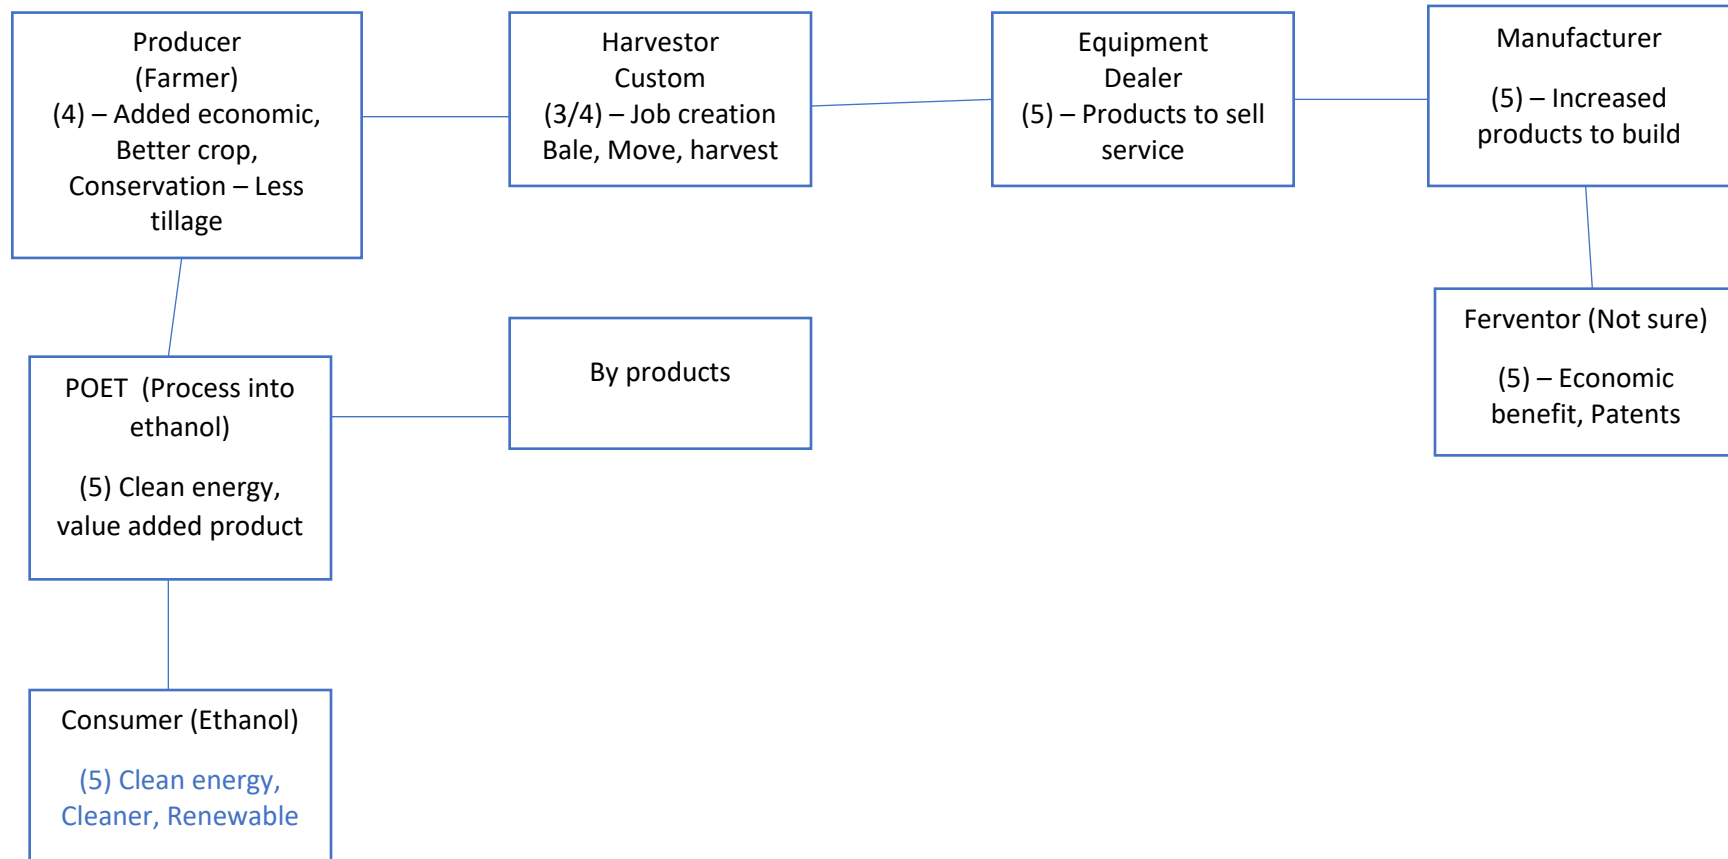 Producer
(Farmer)
(4) – Added economic,
Better crop,
Conservation – Less
tillage
Harvestor
Custom
(3/4) – Job creation
Bale, Move, harvest
Equipment
Dealer
(5) – Products to sell
service
Manufacturer
(5) – Increased
products to build
Ferventor (Not sure)
(5) – Economic
benefit, Patents
By products
POET  (Process into
ethanol)
(5) Clean energy,
value added product
Consumer (Ethanol)
(5) Clean energy,
Cleaner, Renewable